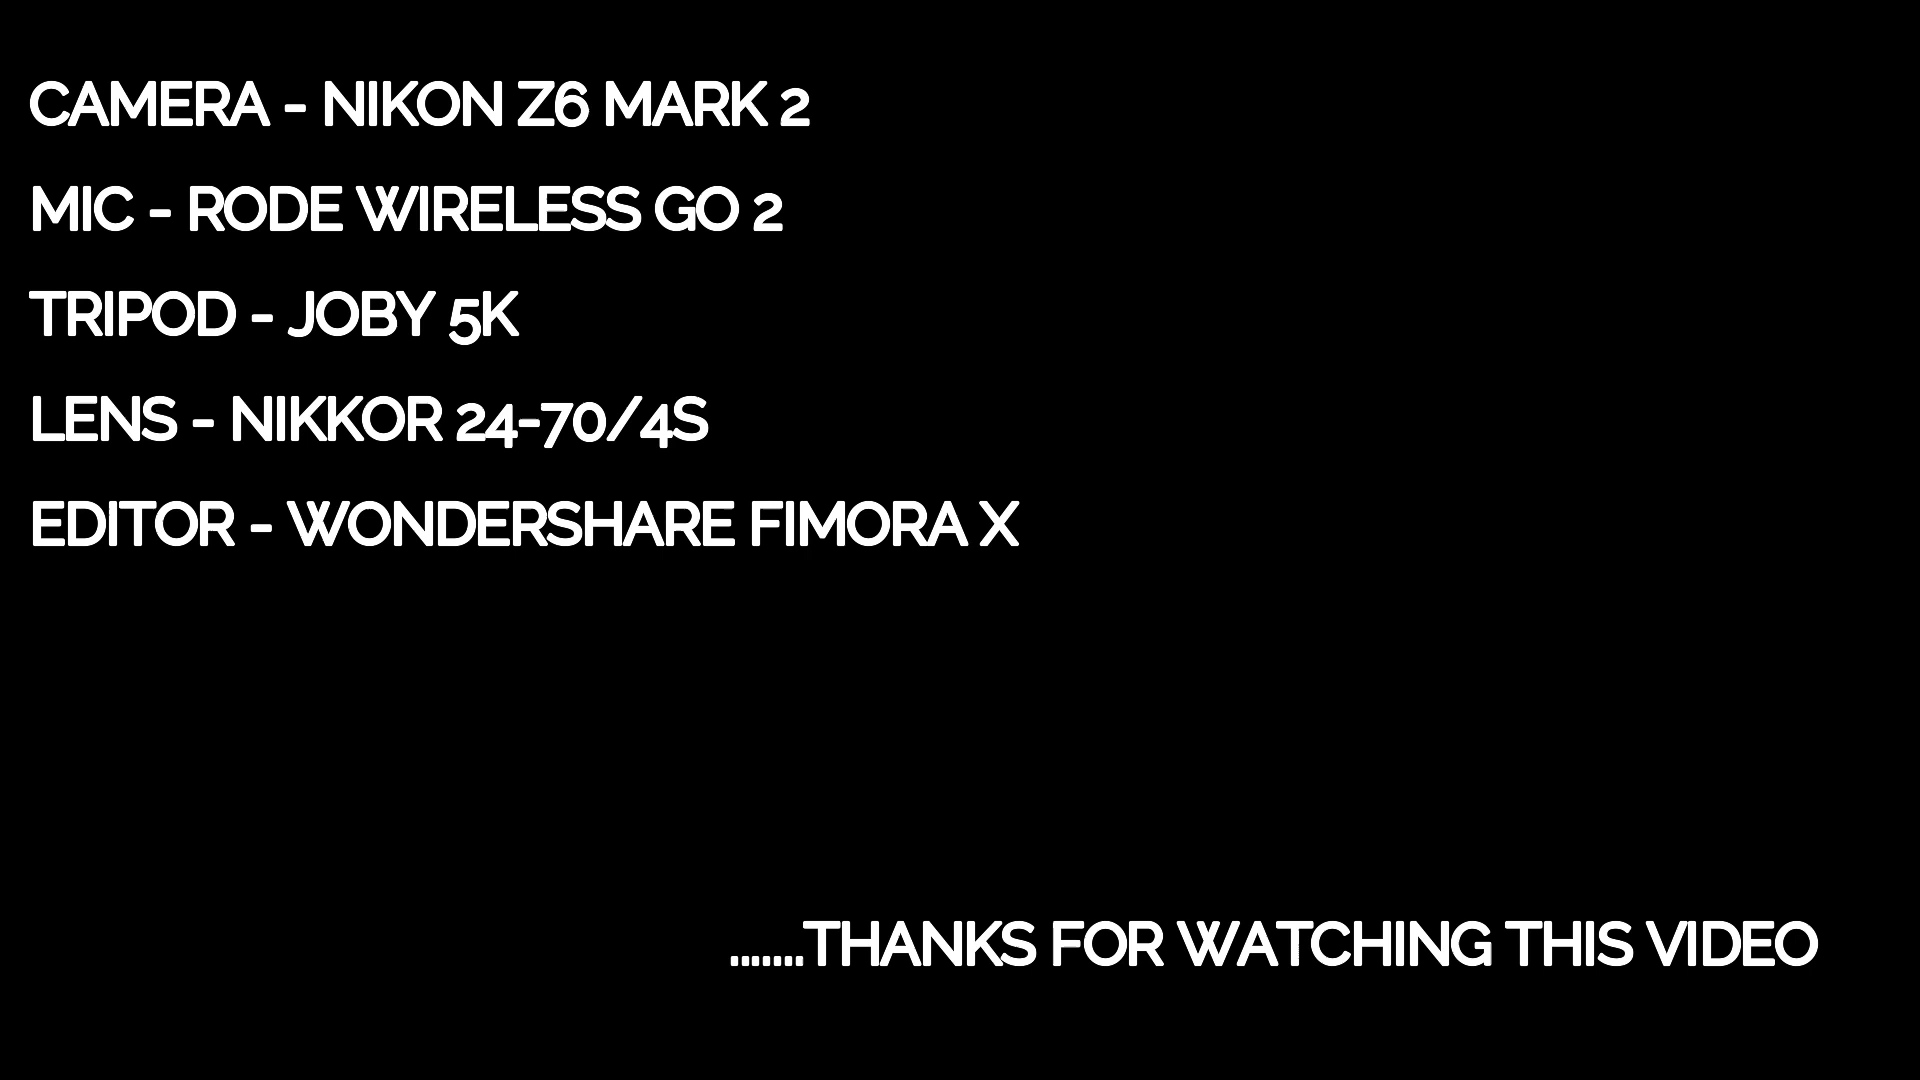 CAMERA - NIKON Z6 MARK 2
MIC - RODE WIRELESS GO 2
TRIPOD - JOBY 5K
LENS - NIKKOR 24-70/4S
EDITOR - WONDERSHARE FIMORA X
.......THANKS FOR WATCHING THIS VIDEO